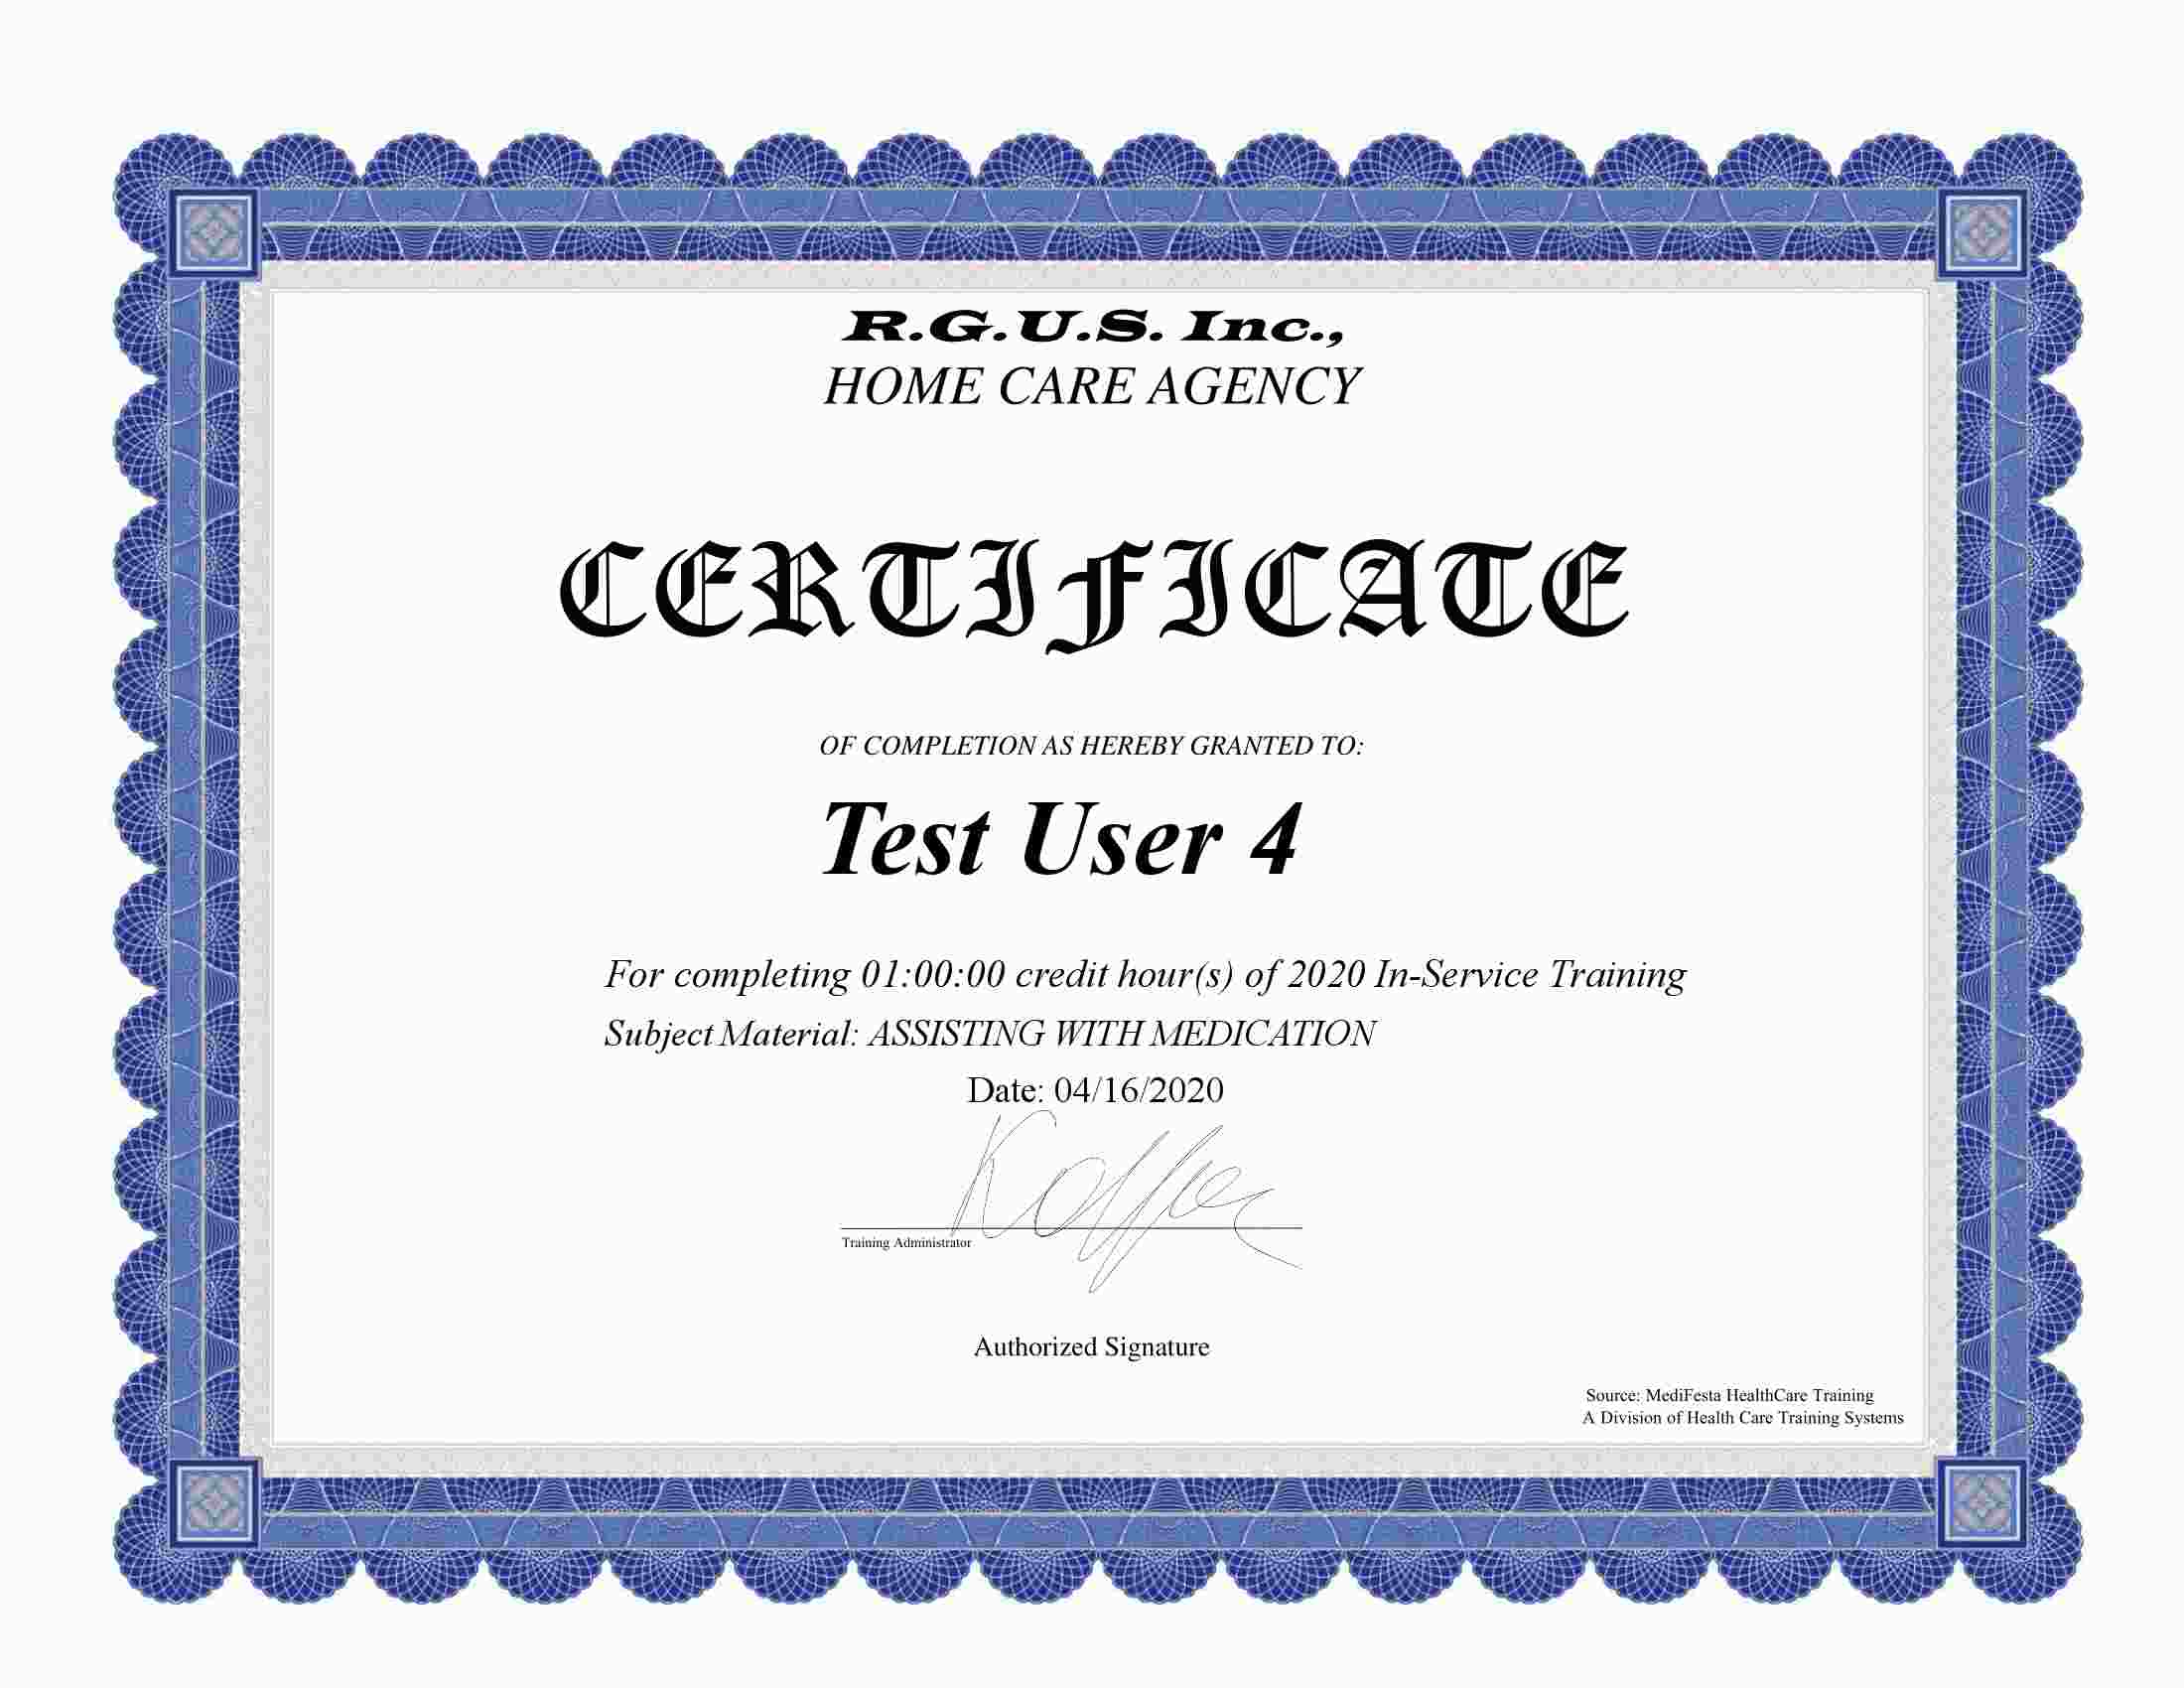 R.G.U.S. Inc.,
HOME CARE AGENCY
CERTIFICATE
OF COMPLETION AS HEREBY GRANTED TO:
Test User 4
For completing 01:00:00 credit hour(s) of 2020 In-Service Training
Subject Material: ASSISTING WITH MEDICATION
Date: 04/16/2020
Training Administrator
Authorized Signature
Source: MediFesta HealthCare Training
A Division of Health Care Training Systems